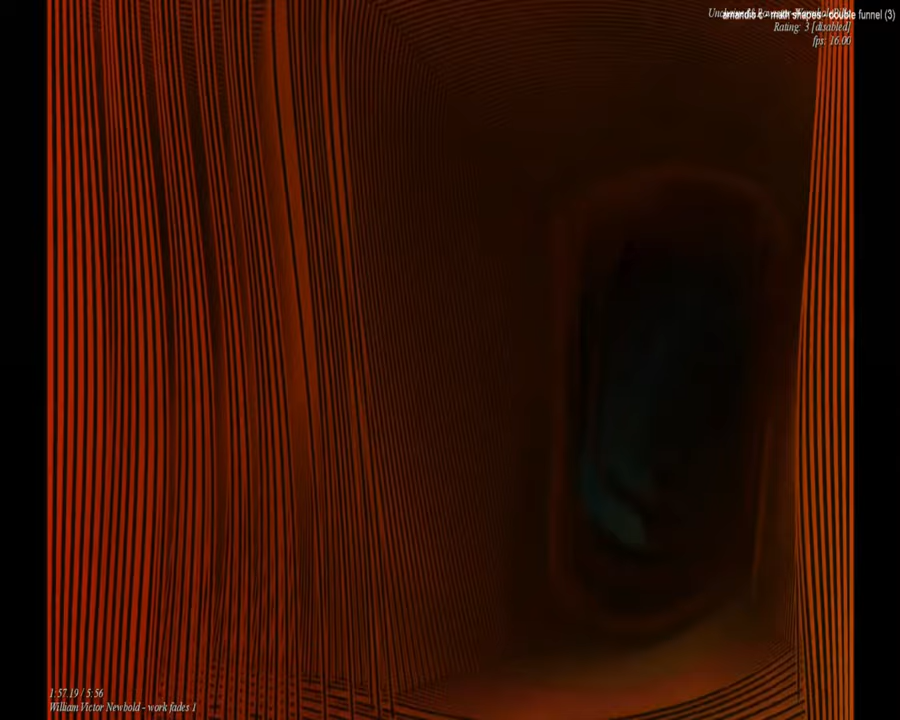 amandio c - math shapes - double funnel (3)
Rating: 3 [disabled]
fps: 16.00
1:57.19 / 5:56
William Victor Newbold - work fades 1